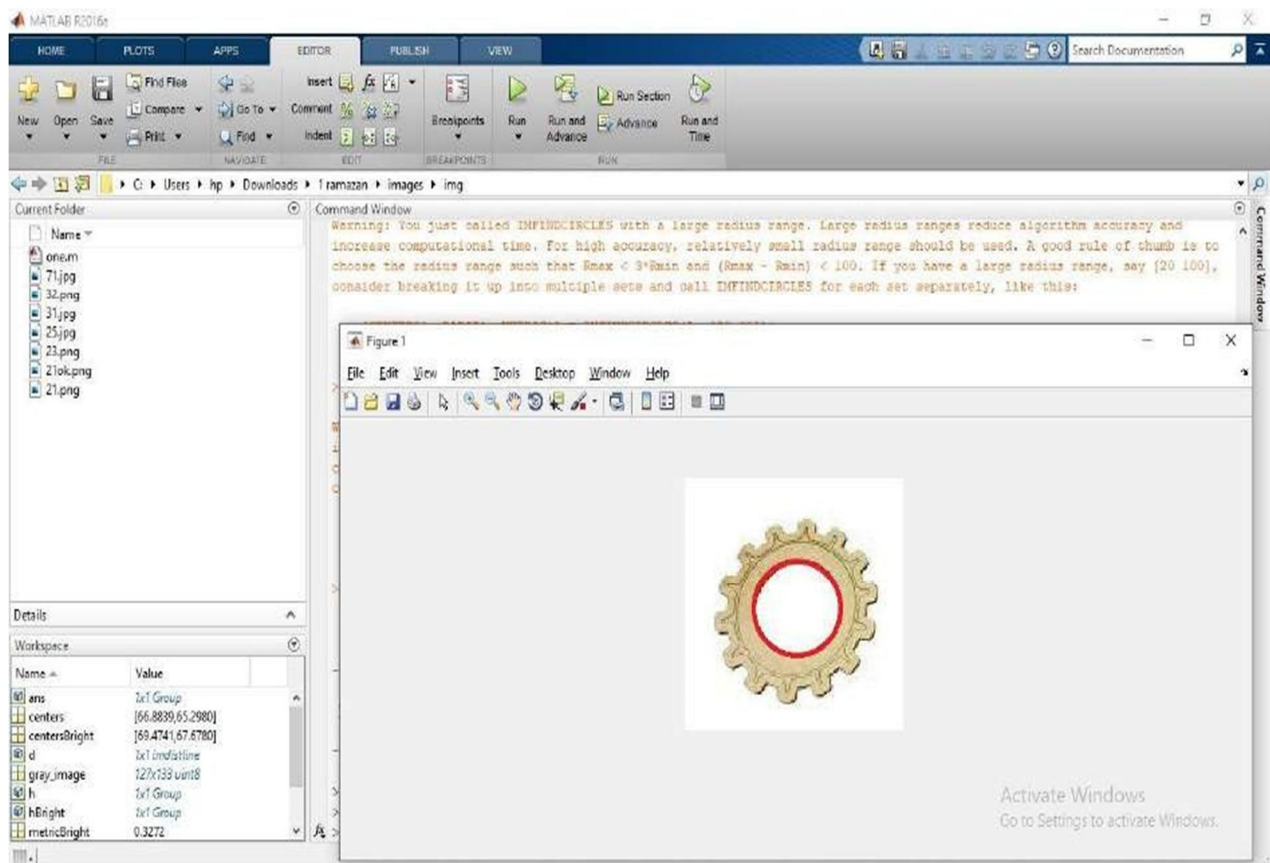 MATLAB R2016a
HOME PLOTS APPS EDITOR PUBLISH VIEW
Search Documentation
New Open Save
Find Files
Compare
Print
Go To
Find
Insert
Comment
Indent
Breakpoints
Run
Run and Advance
Run Section
Advance
Run and Time
FILE NAVIGATE EDIT BREAKPOINTS RUN
C: Users hp Downloads 1 ramazan images img
Current Folder
Name
one.m
71.jpg
32.png
31.jpg
25.jpg
23.png
21ok.png
21.png
Details
Workspace
Name Value
ans 1x1 Group
centers [66.8839,65.2980]
centersBright [69.4741,67.6780]
d 1x1 imdistline
gray_image 127x133 uint8
h 1x1 Group
hBright 1x1 Group
metricBright 0.3272
Command Window
Warning: You just called IMFINDCIRCLES with a large radius range. Large radius ranges reduce algorithm accuracy and
increase computational time. For high accuracy, relatively small radius range should be used. A good rule of thumb is to
choose the radius range such that Rmax < 3*Rmin and (Rmax - Rmin) < 100. If you have a large radius range, say [20 100],
consider breaking it up into multiple sets and call IMFINDCIRCLES for each set separately, like this:
Figure 1
File Edit View Insert Tools Desktop Window Help
Activate Windows
Go to Settings to activate Windows.
Command Window